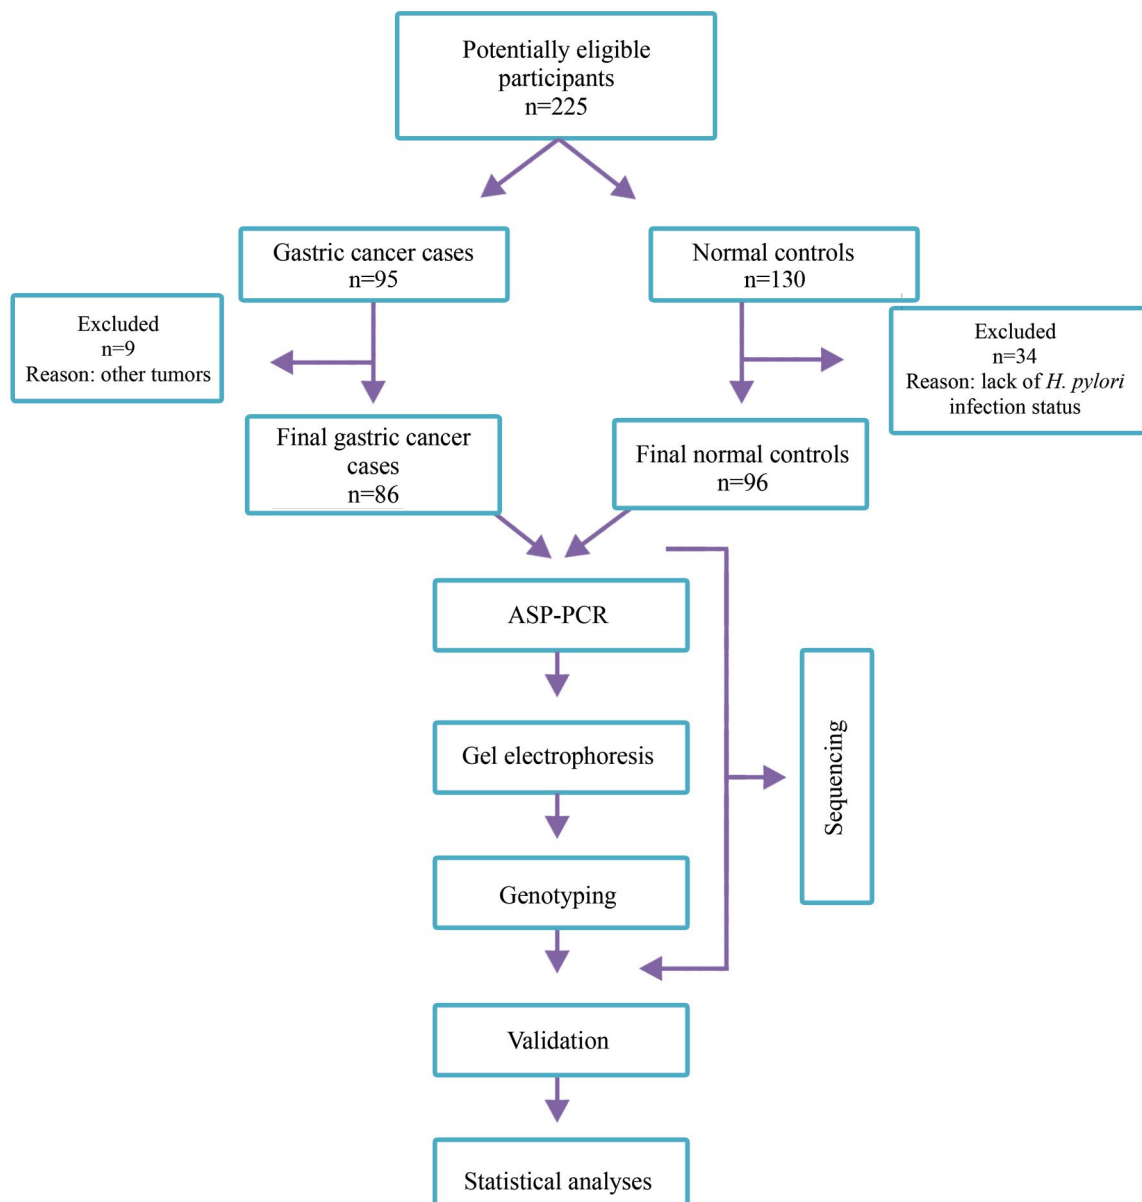 Potentially eligible
participants
n=225
Gastric cancer cases
n=95
Normal controls
n=130
Excluded
n=9
Reason: other tumors
Excluded
n=34
Reason: lack of H. pylori
infection status
Final gastric cancer
cases
n=86
Final normal controls
n=96
ASP-PCR
Gel electrophoresis
Sequencing
Genotyping
Validation
Statistical analyses